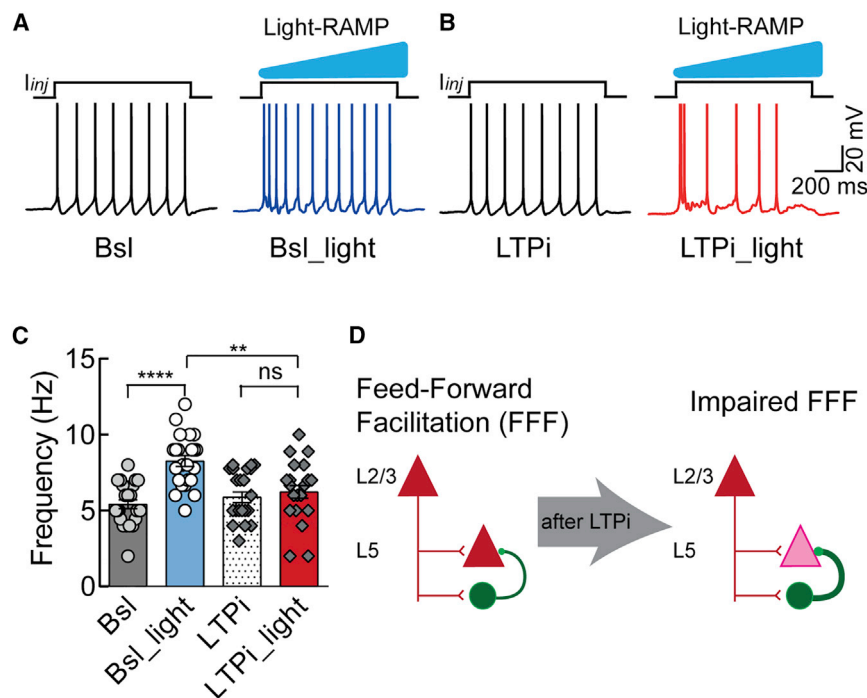 A
Light-RAMP
Iinj
Bsl
Bsl_light
B
Light-RAMP
Iinj
20 mV
200 ms
LTPi
LTPi_light
C
Frequency (Hz)
15
10
5
0
****
**
ns
Bsl
Bsl_light
LTPi
LTPi_light
D
Feed-Forward
Facilitation (FFF)
Impaired FFF
L2/3
L5
after LTPi
L2/3
L5